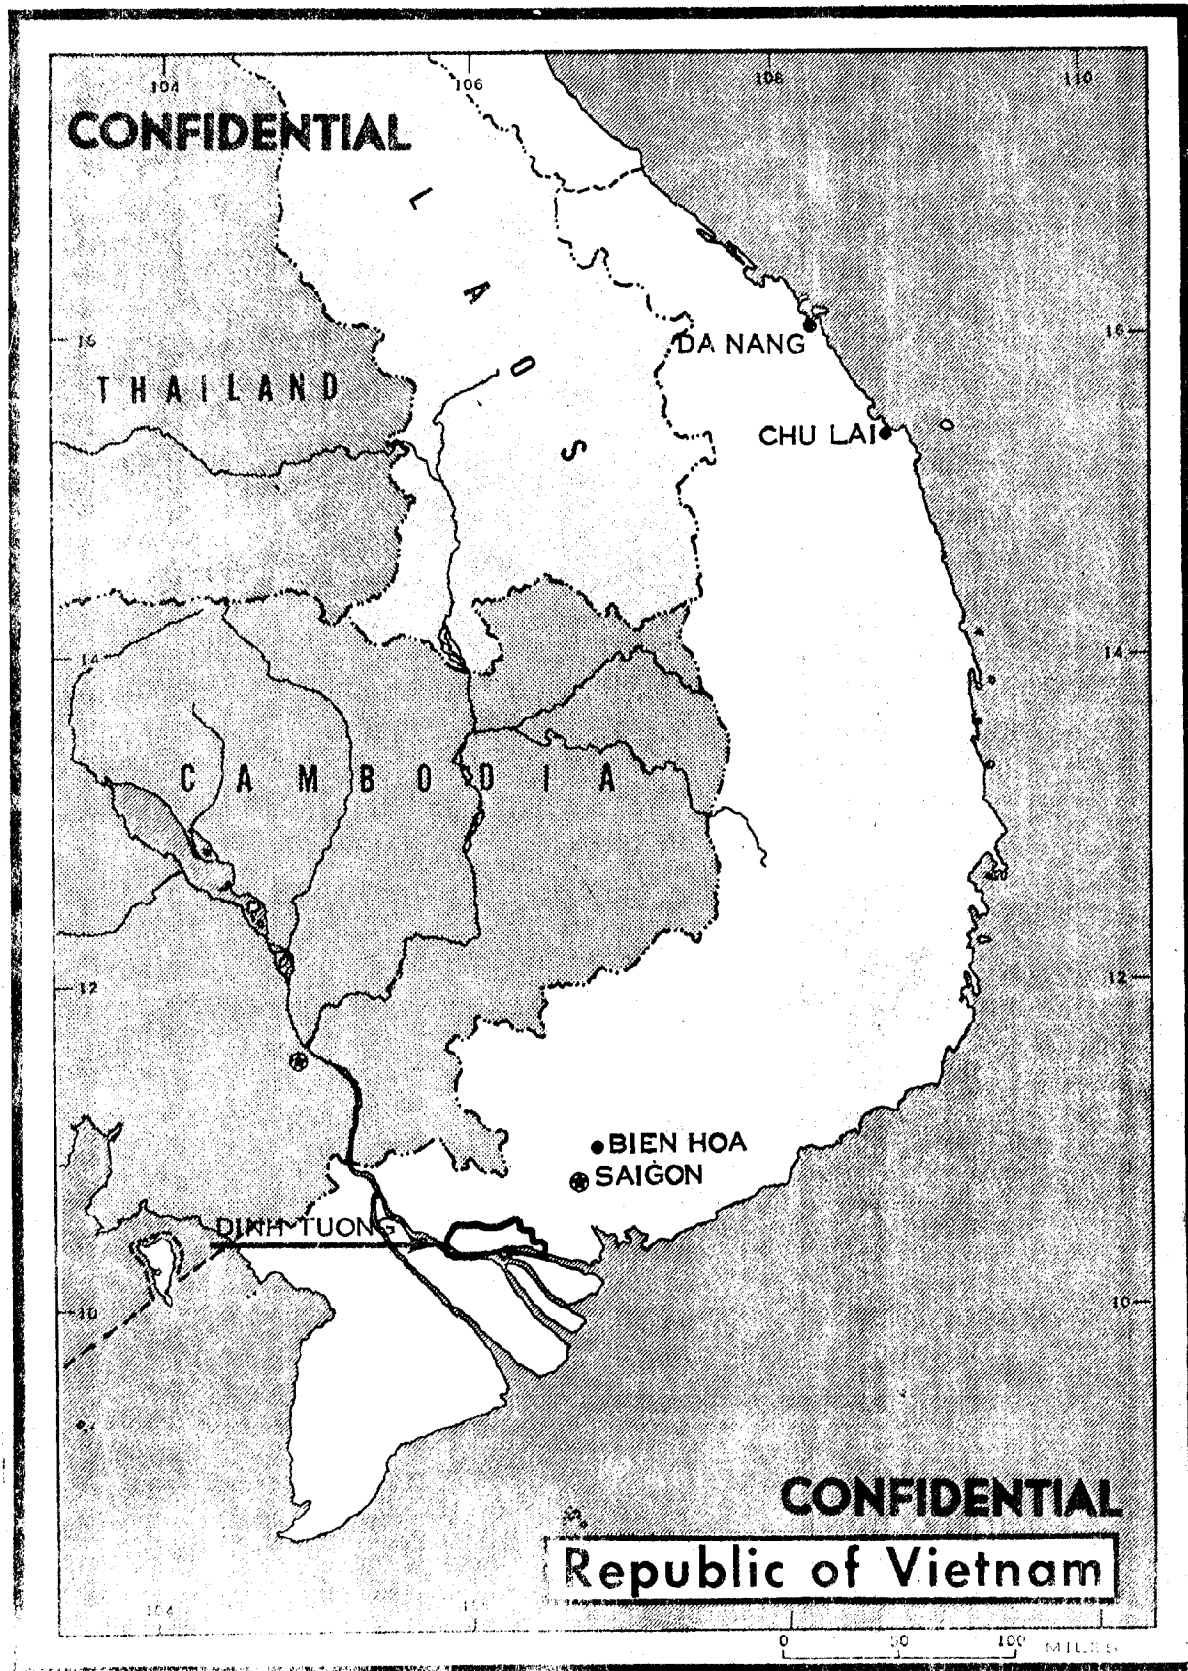 104 106 108 110
CONFIDENTIAL
LAOS
16 16
DA NANG
THAILAND
CHU LAI
14 14
CAMBODIA
12 12
BIEN HOA
SAIGON
DINH TUONG
10 10
CONFIDENTIAL
Republic of Vietnam
104
0 50 100 MILES